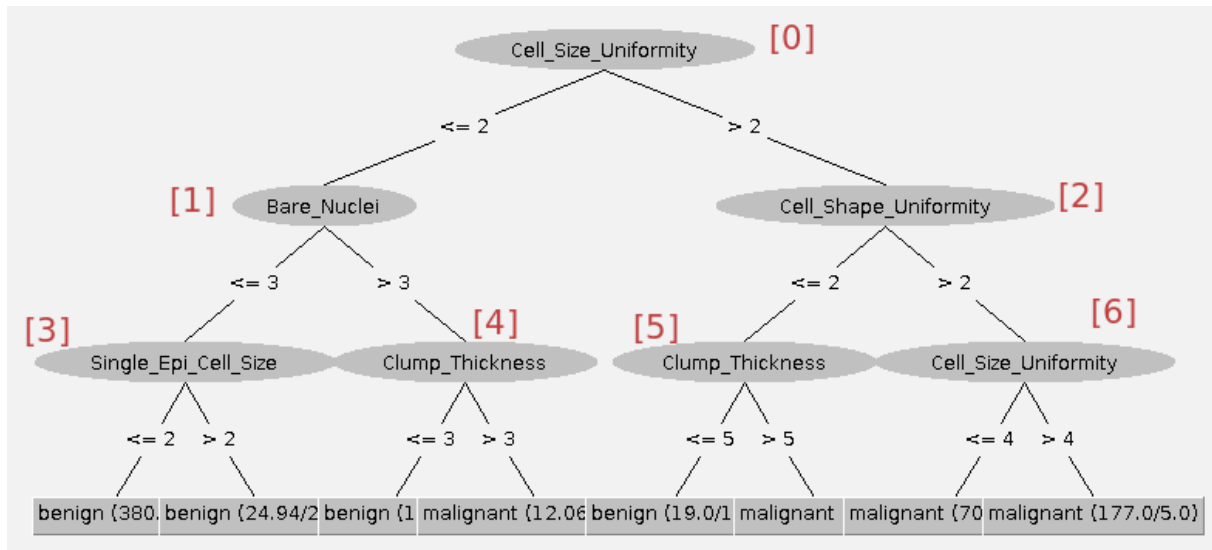 Cell_Size_Uniformity [0]
<= 2 > 2
[1] Bare_Nuclei Cell_Shape_Uniformity [2]
<= 3 > 3 <= 2 > 2
[3] Single_Epi_Cell_Size [4] Clump_Thickness [5] Clump_Thickness [6] Cell_Size_Uniformity
<= 2 > 2 <= 3 > 3 <= 5 > 5 <= 4 > 4
benign (380. benign (24.94/2 benign (1 malignant (12.06 benign (19.0/1 malignant malignant (70 malignant (177.0/5.0)